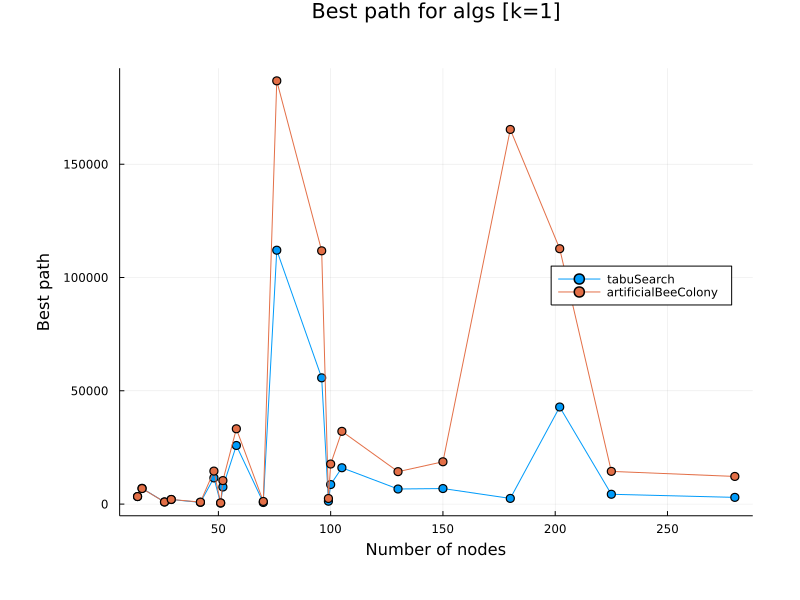 Best path for algs [k=1]
Best path
150000
100000
50000
0
tabuSearch
artificialBeeColony
50
100
150
200
250
Number of nodes